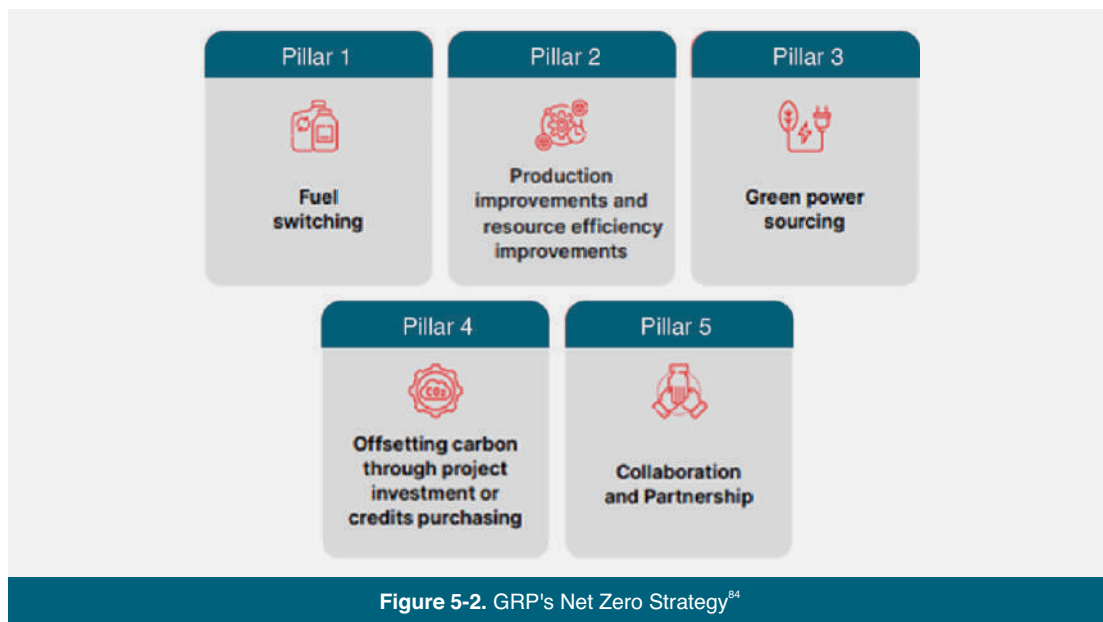 Pillar 1
Fuel
switching
Pillar 2
Production
improvements and
resource efficiency
improvements
Pillar 3
Green power
sourcing
Pillar 4
CO₂
Offsetting carbon
through project
investment or
credits purchasing
Pillar 5
Collaboration
and Partnership
Figure 5-2. GRP's Net Zero Strategy⁸⁴